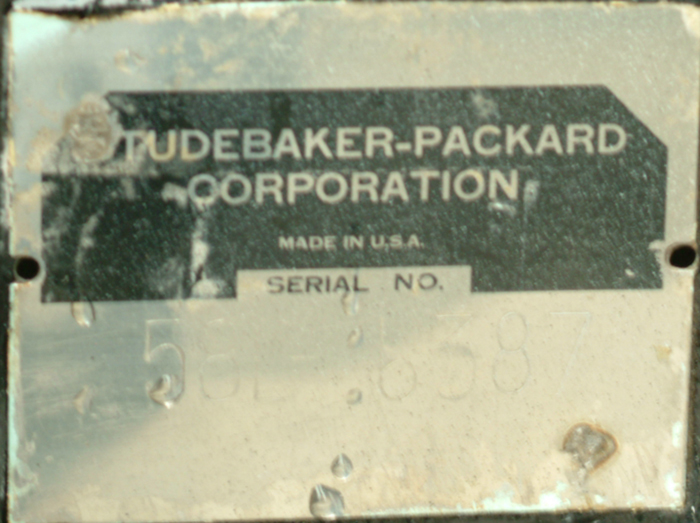 STUDEBAKER-PACKARD
CORPORATION
MADE IN U.S.A.
SERIAL NO.